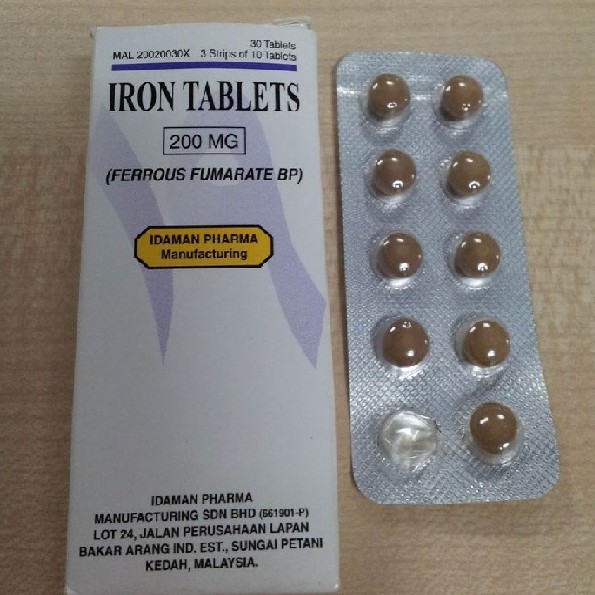 30 Tablets
MAL 20020030X 3 Strips of 10 Tablets
IRON TABLETS
200 MG
(FERROUS FUMARATE BP)
IDAMAN PHARMA
Manufacturing
IDAMAN PHARMA
MANUFACTURING SDN BHD (661901-P)
LOT 24, JALAN PERUSAHAAN LAPAN
BAKAR ARANG IND. EST., SUNGAI PETANI
KEDAH, MALAYSIA.